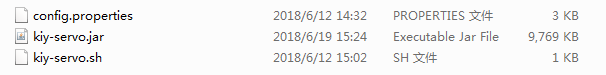 config.properties 2018/6/12 14:32 PROPERTIES 文件 3 KB
kiy-servo.jar 2018/6/19 15:24 Executable Jar File 9,769 KB
kiy-servo.sh 2018/6/12 15:02 SH 文件 1 KB